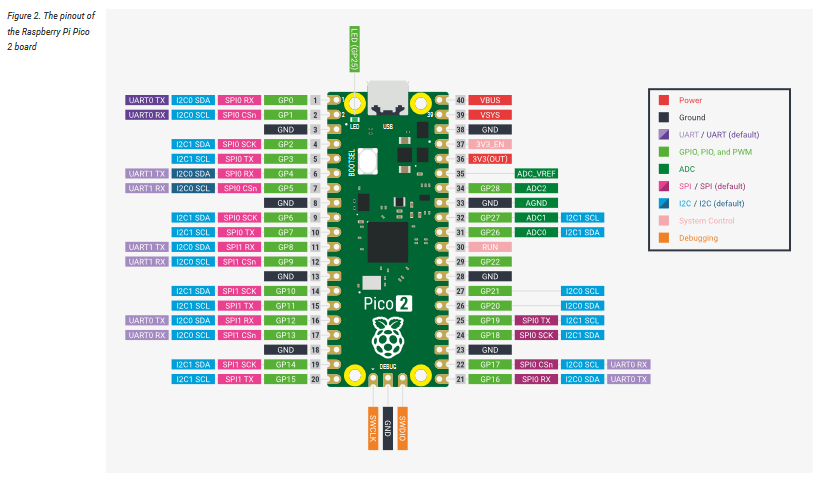 Figure 2. The pinout of
the Raspberry Pi Pico
2 board
LED (GP25)
UART0 TX I2C0 SDA SPI0 RX GP0 1
UART0 RX I2C0 SCL SPI0 CSn GP1 2
GND 3
I2C1 SDA SPI0 SCK GP2 4
I2C1 SCL SPI0 TX GP3 5
UART1 TX I2C0 SDA SPI0 RX GP4 6
UART1 RX I2C0 SCL SPI0 CSn GP5 7
GND 8
I2C1 SDA SPI0 SCK GP6 9
I2C1 SCL SPI0 TX GP7 10
UART1 TX I2C0 SDA SPI1 RX GP8 11
UART1 RX I2C0 SCL SPI1 CSn GP9 12
GND 13
I2C1 SDA SPI1 SCK GP10 14
I2C1 SCL SPI1 TX GP11 15
UART0 TX I2C0 SDA SPI1 RX GP12 16
UART0 RX I2C0 SCL SPI1 CSn GP13 17
GND 18
I2C1 SDA SPI1 SCK GP14 19
I2C1 SCL SPI1 TX GP15 20
1
2
39
LED
USB
BOOTSEL
Pico 2
DEBUG
SWCLK
GND
SWDIO
40 VBUS
39 VSYS
38 GND
37 3V3_EN
36 3V3(OUT)
35 ADC_VREF
34 GP28 ADC2
33 GND AGND
32 GP27 ADC1 I2C1 SCL
31 GP26 ADC0 I2C1 SDA
30 RUN
29 GP22
28 GND
27 GP21 I2C0 SCL
26 GP20 I2C0 SDA
25 GP19 SPI0 TX I2C1 SCL
24 GP18 SPI0 SCK I2C1 SDA
23 GND
22 GP17 SPI0 CSn I2C0 SCL UART0 RX
21 GP16 SPI0 RX I2C0 SDA UART0 TX
Power
Ground
UART / UART (default)
GPIO, PIO, and PWM
ADC
SPI / SPI (default)
I2C / I2C (default)
System Control
Debugging